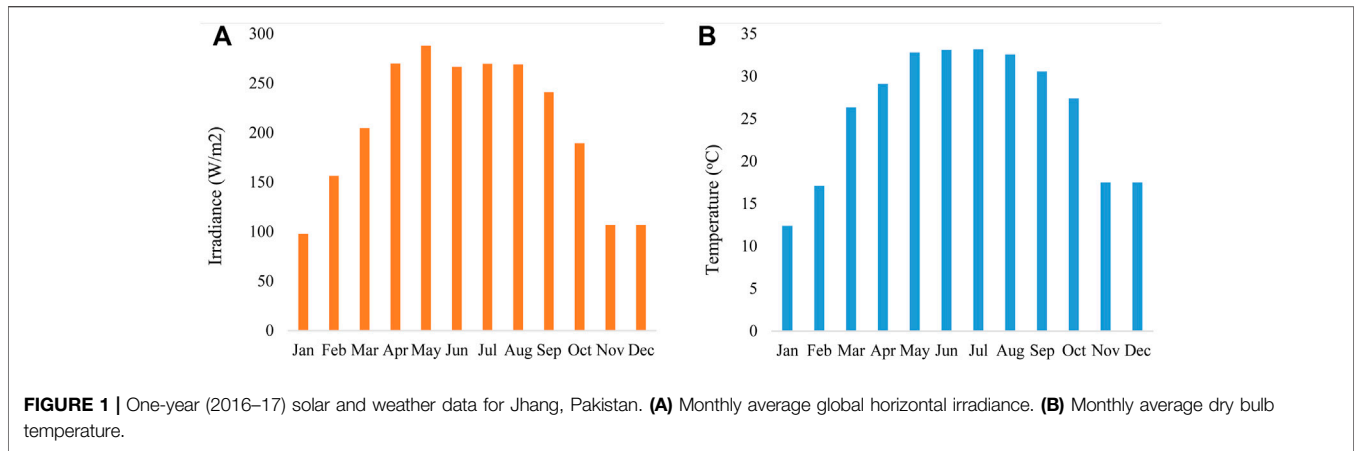 A
300
250
200
150
100
50
0
Irradiance (W/m2)
Jan Feb Mar Apr May Jun Jul Aug Sep Oct Nov Dec
B
35
30
25
20
15
10
5
0
Temperature (ºC)
Jan Feb Mar Apr May Jun Jul Aug Sep Oct Nov Dec
FIGURE 1 | One-year (2016–17) solar and weather data for Jhang, Pakistan. (A) Monthly average global horizontal irradiance. (B) Monthly average dry bulb
temperature.